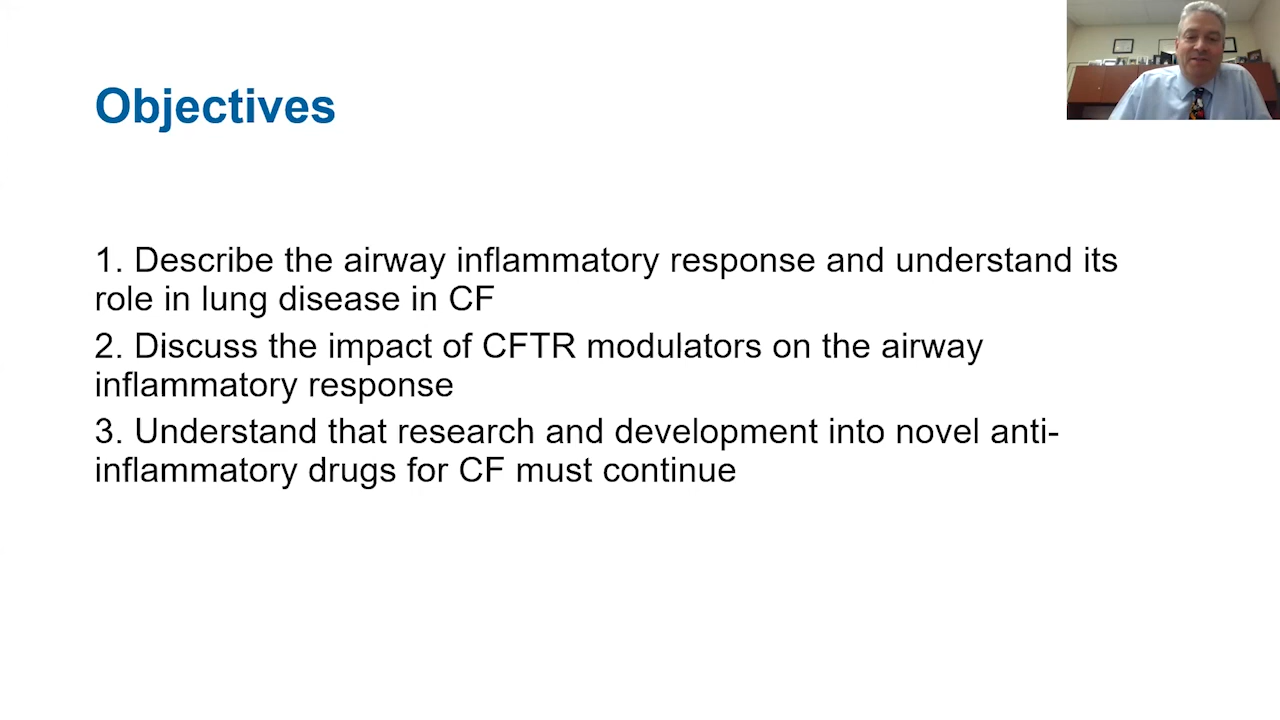 Objectives
1. Describe the airway inflammatory response and understand its
role in lung disease in CF
2. Discuss the impact of CFTR modulators on the airway
inflammatory response
3. Understand that research and development into novel anti-
inflammatory drugs for CF must continue